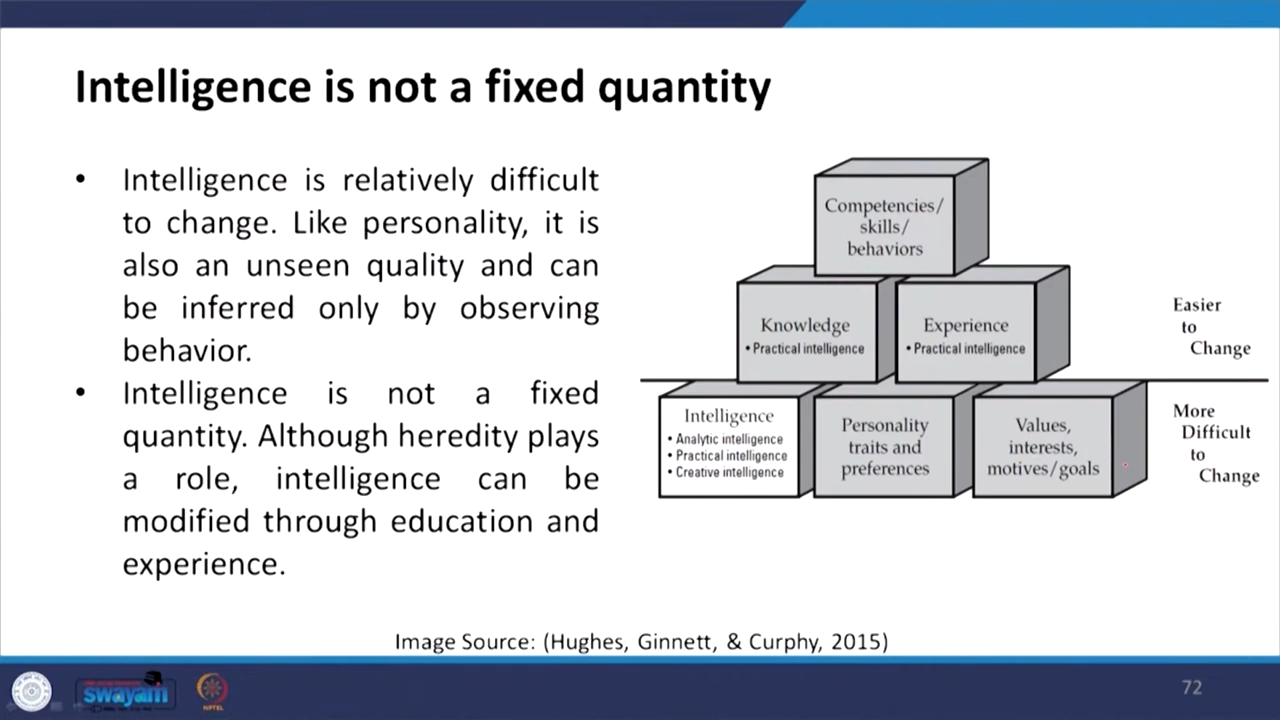 Intelligence is not a fixed quantity
• Intelligence is relatively difficult
to change. Like personality, it is
also an unseen quality and can
be inferred only by observing
behavior.
• Intelligence is not a fixed
quantity. Although heredity plays
a role, intelligence can be
modified through education and
experience.
Competencies/
skills/
behaviors
Knowledge
• Practical intelligence
Experience
• Practical intelligence
Easier
to
Change
Intelligence
• Analytic intelligence
• Practical intelligence
• Creative intelligence
Personality
traits and
preferences
Values,
interests,
motives/goals
More
Difficult
to
Change
Image Source: (Hughes, Ginnett, & Curphy, 2015)
swayam
NPTEL
72